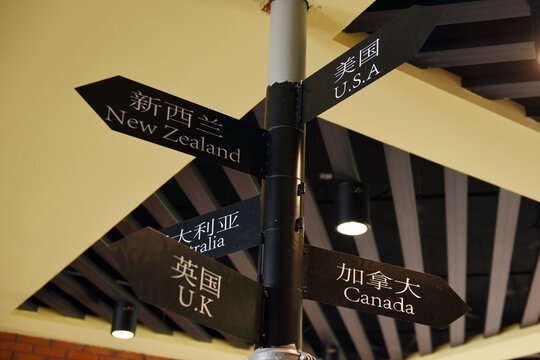 美国
U.S.A
新西兰
New Zealand
大利亚
ralia
英国
U.K
加拿大
Canada